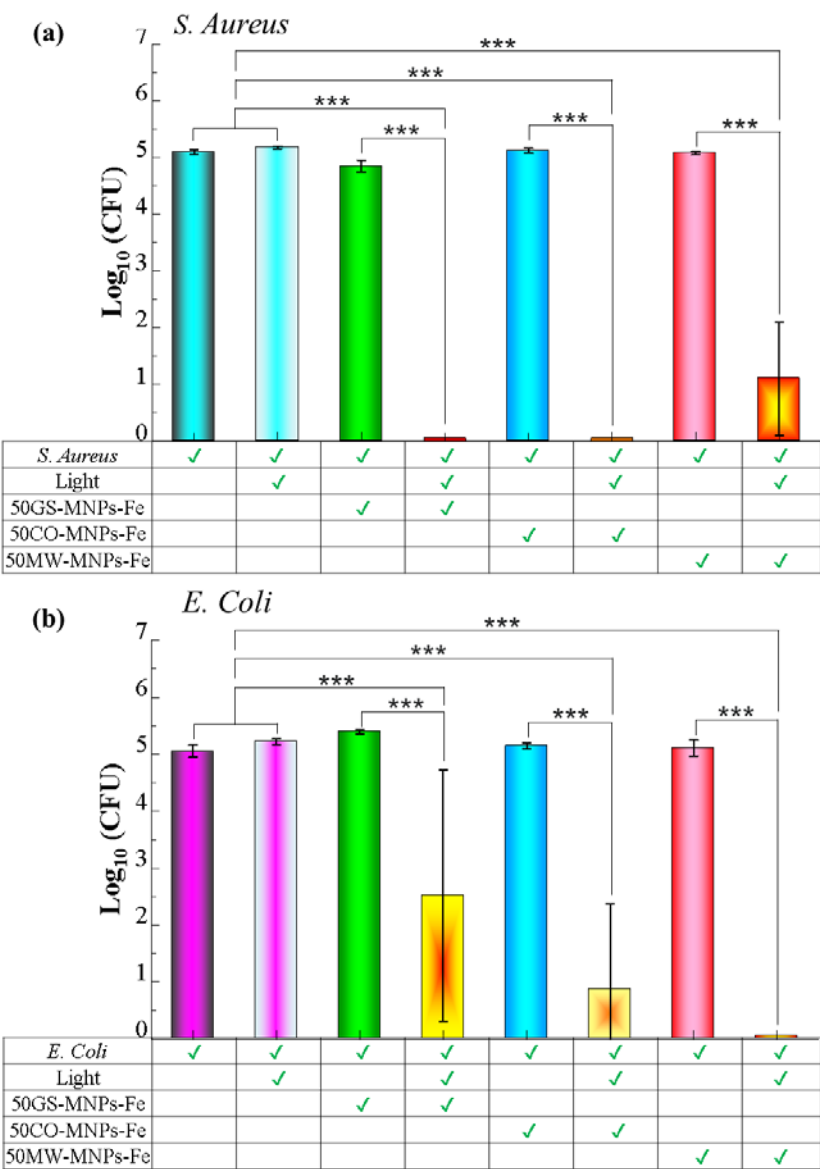 (a)
S. Aureus
7
***
***
6
***
***
***
***
5
4
Log10 (CFU)
3
2
1
0
S. Aureus ✓ ✓ ✓ ✓ ✓ ✓ ✓ ✓
Light ✓ ✓ ✓ ✓
50GS-MNPs-Fe ✓ ✓
50CO-MNPs-Fe ✓ ✓
50MW-MNPs-Fe ✓ ✓
(b)
E. Coli
7
***
***
6
***
***
***
***
5
4
Log10 (CFU)
3
2
1
0
E. Coli ✓ ✓ ✓ ✓ ✓ ✓ ✓ ✓
Light ✓ ✓ ✓ ✓
50GS-MNPs-Fe ✓ ✓
50CO-MNPs-Fe ✓ ✓
50MW-MNPs-Fe ✓ ✓